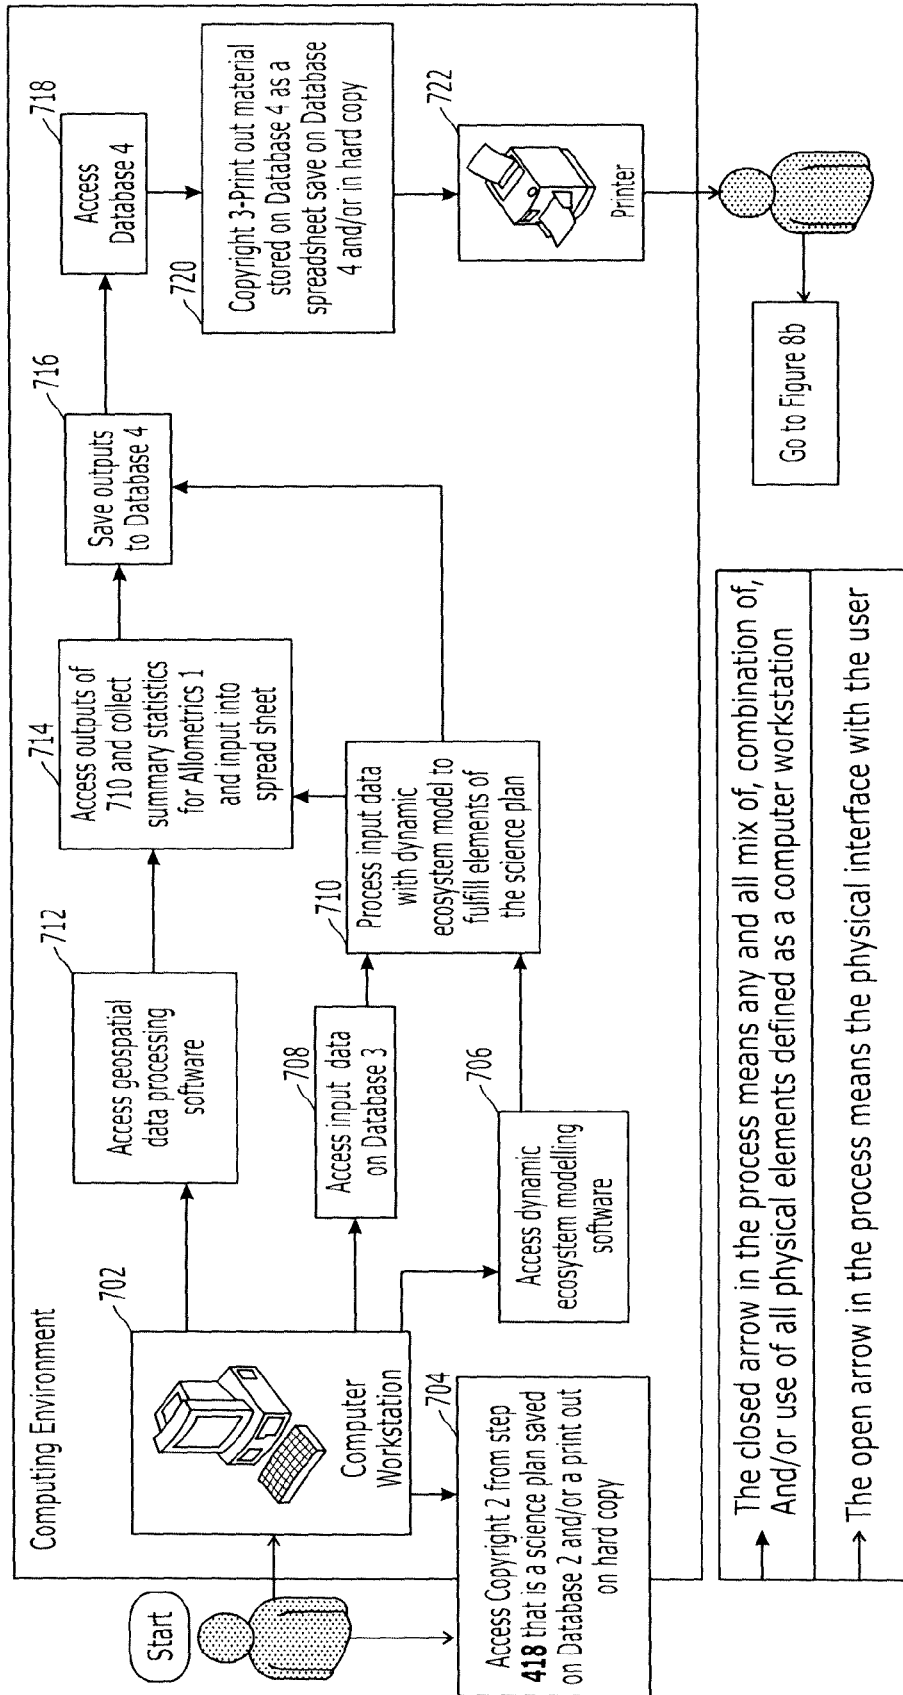 Computing Environment
Start
702
Computer
Workstation
704
Access Copyright 2 from step
418 that is a science plan saved
on Database 2 and/or a print out
on hard copy
712
Access geospatial
data processing
software
708
Access input data
on Database 3
706
Access dynamic
ecosystem modelling
software
714
Access outputs of
710 and collect
summary statistics
for Allometrics 1
and input into
spread sheet
710
Process input data
with dynamic
ecosystem model to
fulfill elements of
the science plan
716
Save outputs
to Database 4
718
Access
Database 4
720
Copyright 3-Print out material
stored on Database 4 as a
spreadsheet save on Database
4 and/or in hard copy
722
Printer
Go to Figure 8b
The closed arrow in the process means any and all mix of, combination of,
And/or use of all physical elements defined as a computer workstation
The open arrow in the process means the physical interface with the user